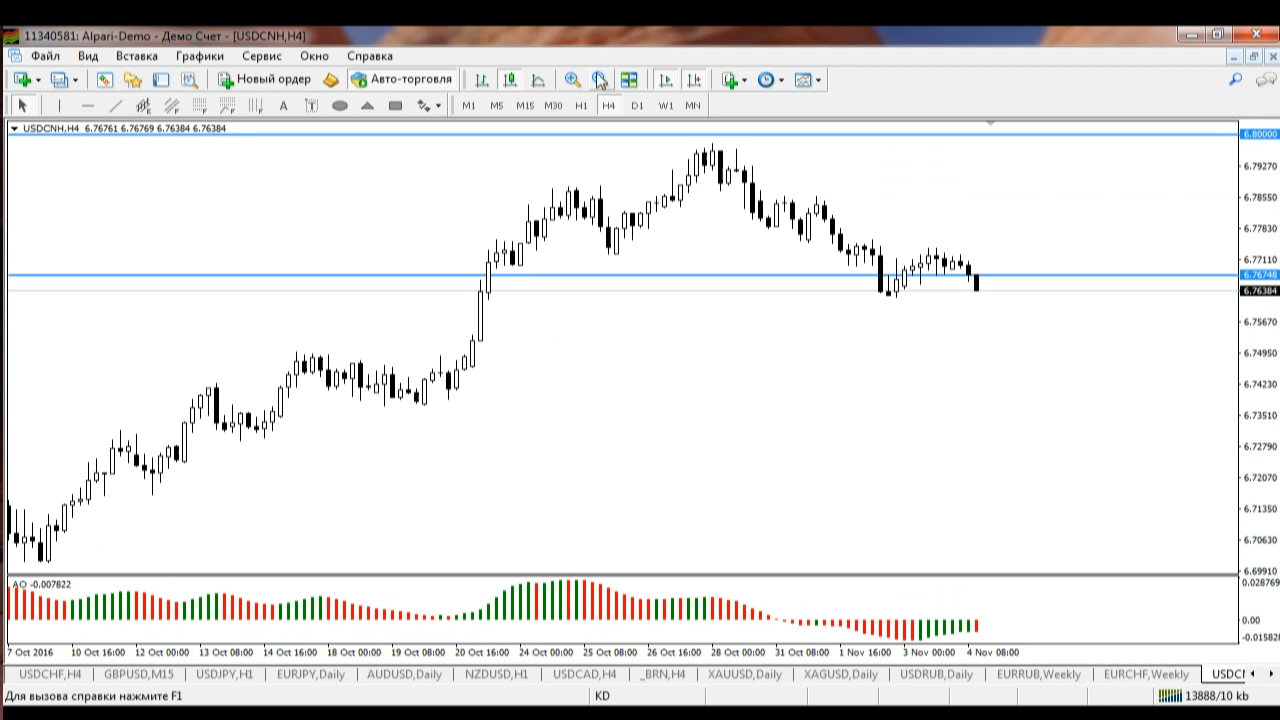 11340581: Alpari-Demo - Демо Счет - [USDCNH,H4]
Файл Вид Вставка Графики Сервис Окно Справка
Новый ордер Авто-торговля
A T M1 M5 M15 M30 H1 H4 D1 W1 MN
USDCNH,H4 6.76761 6.76769 6.76384 6.76384
6.80000
6.79270
6.78550
6.77830
6.77110
6.76748
6.76384
6.75670
6.74950
6.74230
6.73510
6.72790
6.72070
6.71350
6.70630
6.69910
AO -0.007822
0.028769
0.00
-0.015828
7 Oct 2016 10 Oct 16:00 12 Oct 00:00 13 Oct 08:00 14 Oct 16:00 18 Oct 00:00 19 Oct 08:00 20 Oct 16:00 24 Oct 00:00 25 Oct 08:00 26 Oct 16:00 28 Oct 00:00 31 Oct 08:00 1 Nov 16:00 3 Nov 00:00 4 Nov 08:00
USDCHF,H4 GBPUSD,M15 USDJPY,H1 EURJPY,Daily AUDUSD,Daily NZDUSD,H1 USDCAD,H4 _BRN,H4 XAUUSD,Daily XAGUSD,Daily USDRUB,Daily EURRUB,Weekly EURCHF,Weekly USDCN
Для вызова справки нажмите F1 KD 13888/10 kb